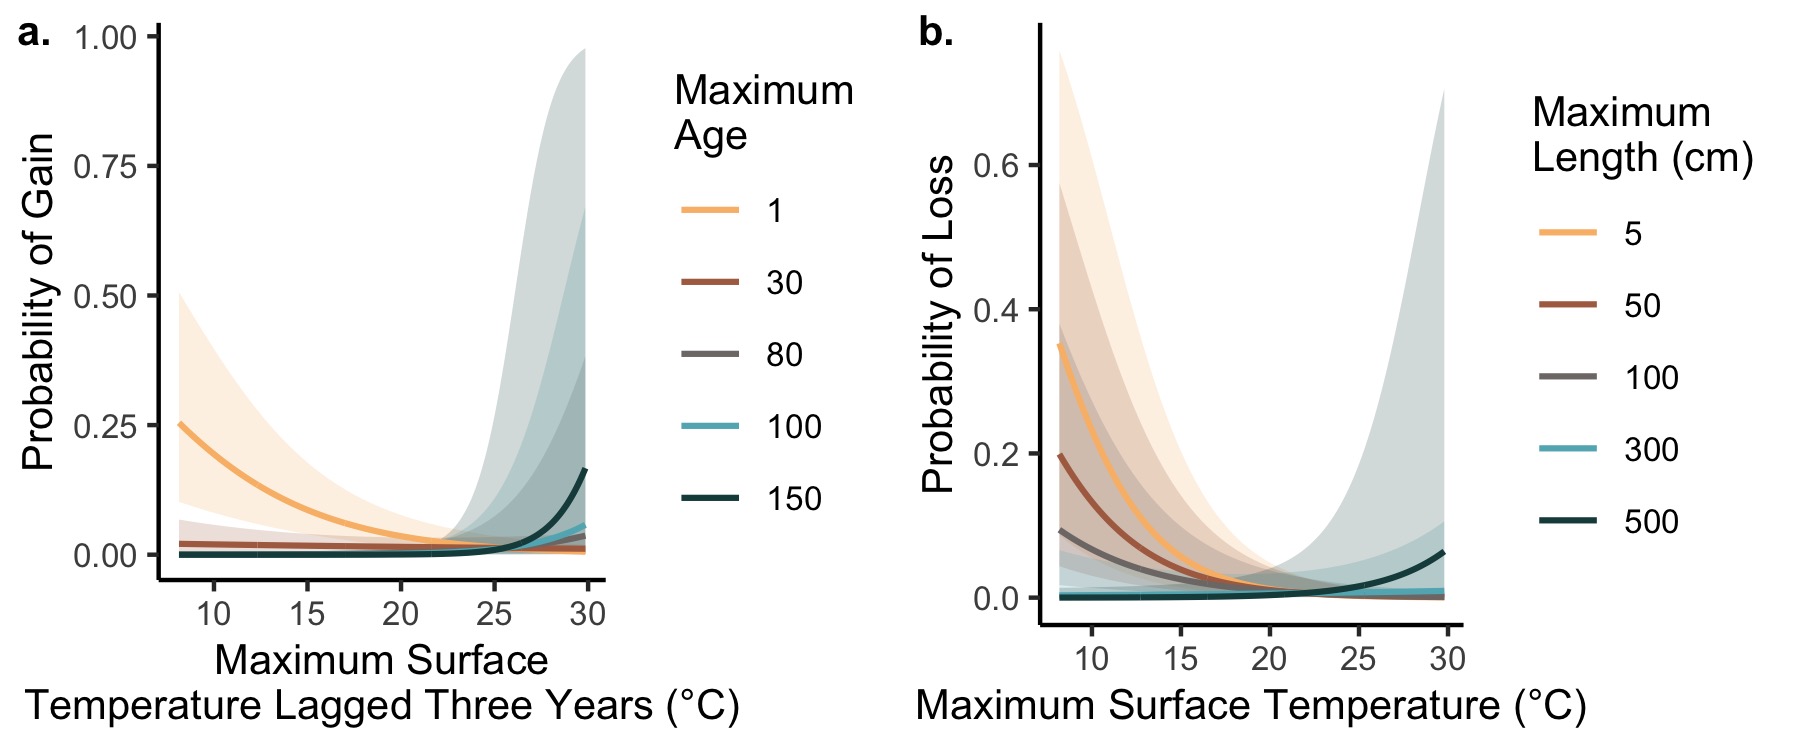 a.
1.00
0.75
0.50
0.25
0.00
Probability of Gain
10 15 20 25 30
Maximum Surface
Temperature Lagged Three Years (°C)
Maximum
Age
1
30
80
100
150
b.
0.6
0.4
0.2
0.0
Probability of Loss
10 15 20 25 30
Maximum Surface Temperature (°C)
Maximum
Length (cm)
5
50
100
300
500